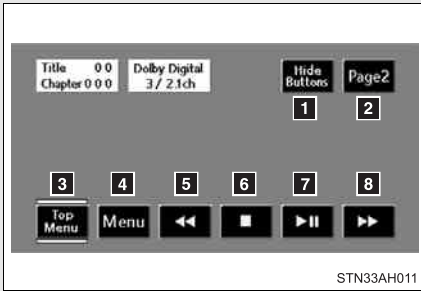 Title 0 0
Chapter 0 0 0
Dolby Digital
3 / 2.1ch
Hide
Buttons
Page2
1
2
3
4
5
6
7
8
Top
Menu
Menu
STN33AH011